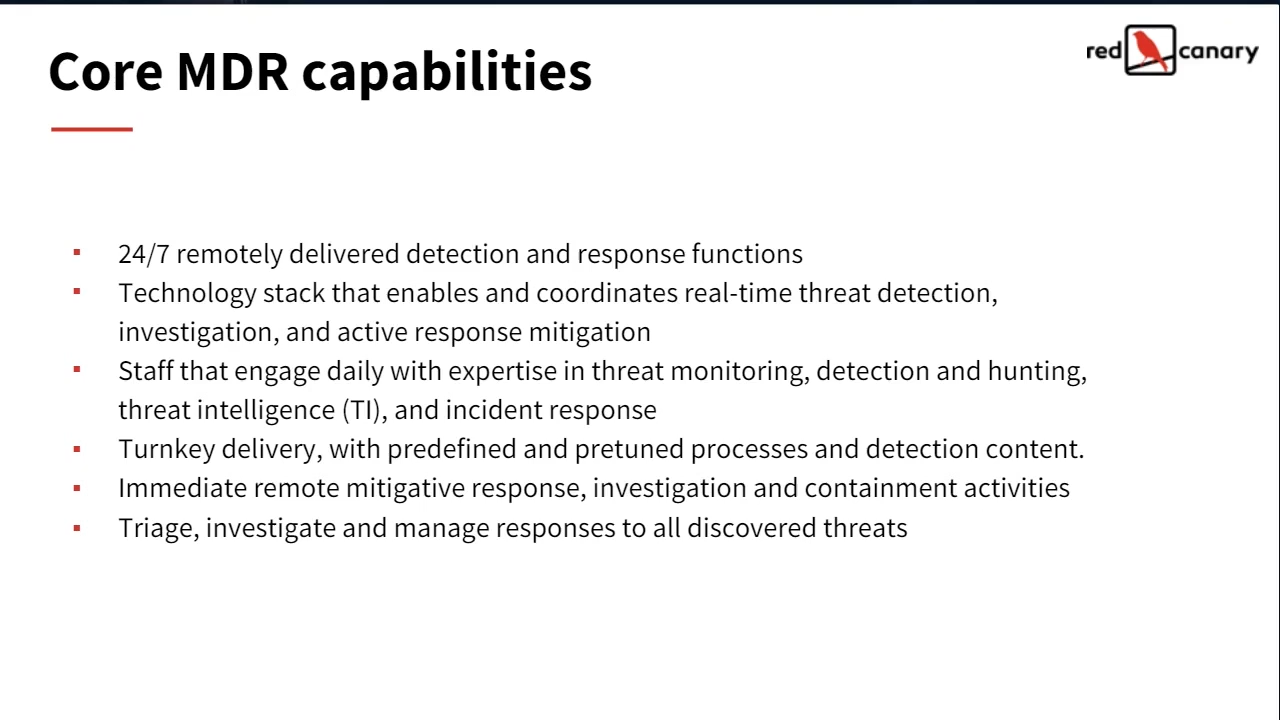 Core MDR capabilities
red canary
24/7 remotely delivered detection and response functions
Technology stack that enables and coordinates real-time threat detection,
investigation, and active response mitigation
Staff that engage daily with expertise in threat monitoring, detection and hunting,
threat intelligence (TI), and incident response
Turnkey delivery, with predefined and pretuned processes and detection content.
Immediate remote mitigative response, investigation and containment activities
Triage, investigate and manage responses to all discovered threats